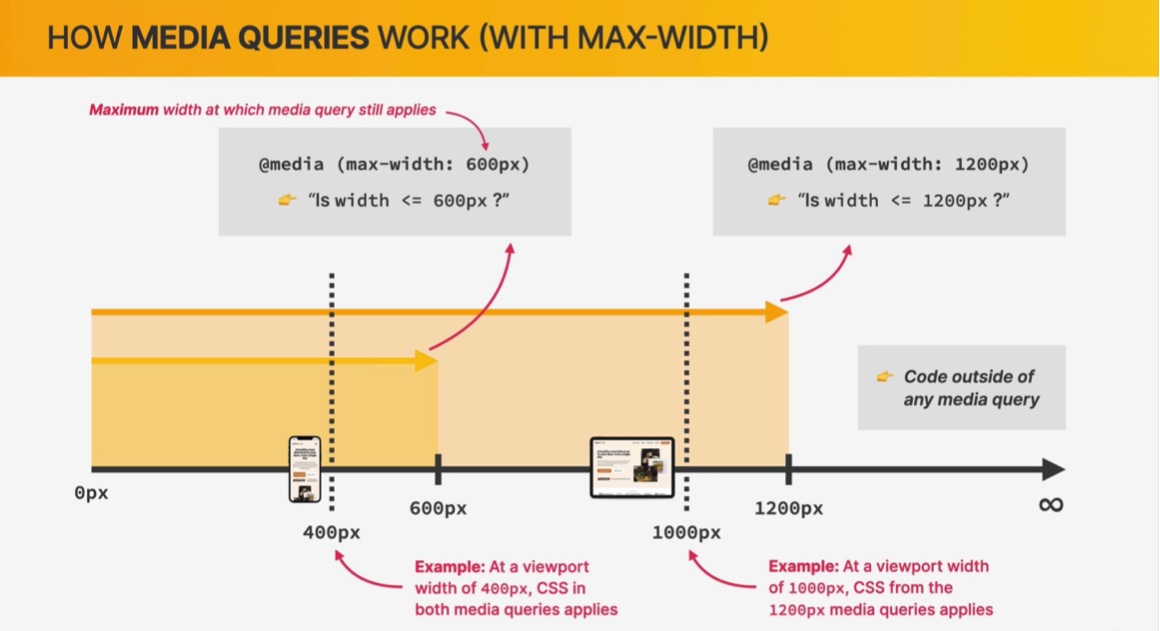 HOW MEDIA QUERIES WORK (WITH MAX-WIDTH)
Maximum width at which media query still applies
@media (max-width: 600px)
👉 “Is width <= 600px ?”
@media (max-width: 1200px)
👉 “Is width <= 1200px ?”
👉 Code outside of
any media query
0px
400px
600px
1000px
1200px
∞
Example: At a viewport
width of 400px, CSS in
both media queries applies
Example: At a viewport width
of 1000px, CSS from the
1200px media queries applies